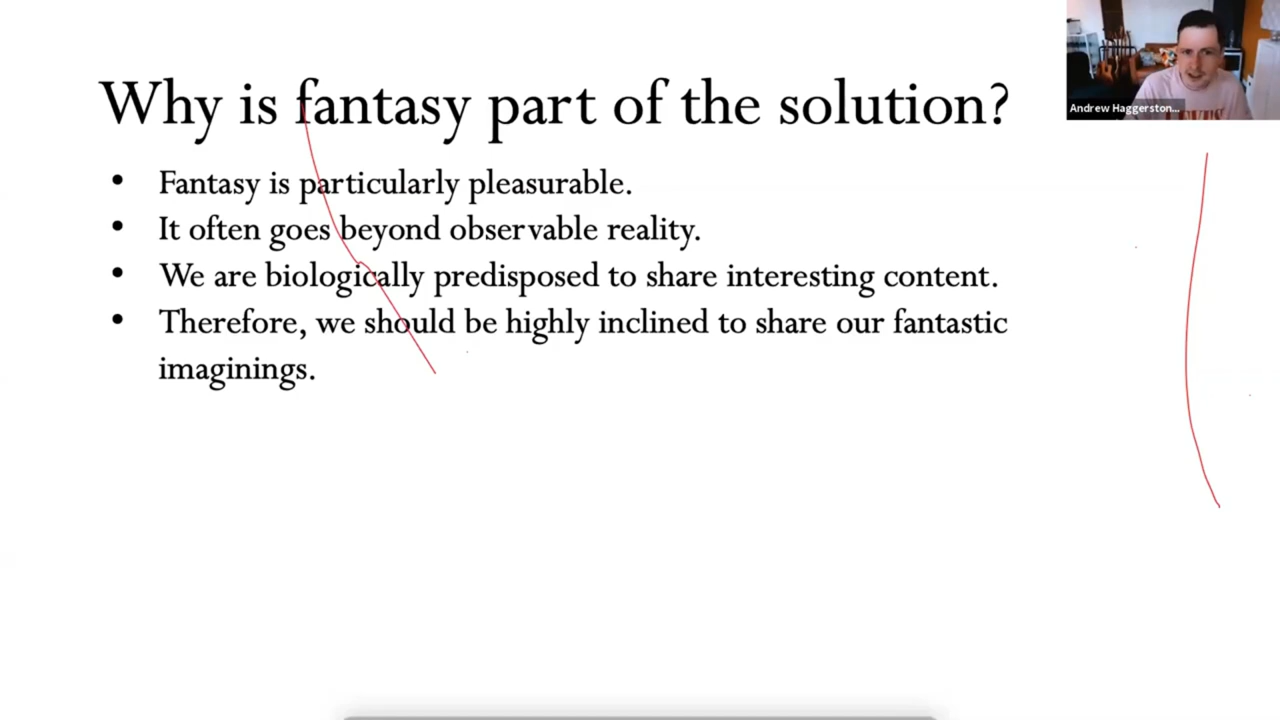 Why is fantasy part of the solution?
• Fantasy is particularly pleasurable.
• It often goes beyond observable reality.
• We are biologically predisposed to share interesting content.
• Therefore, we should be highly inclined to share our fantastic
imaginings.
Andrew Haggerston...